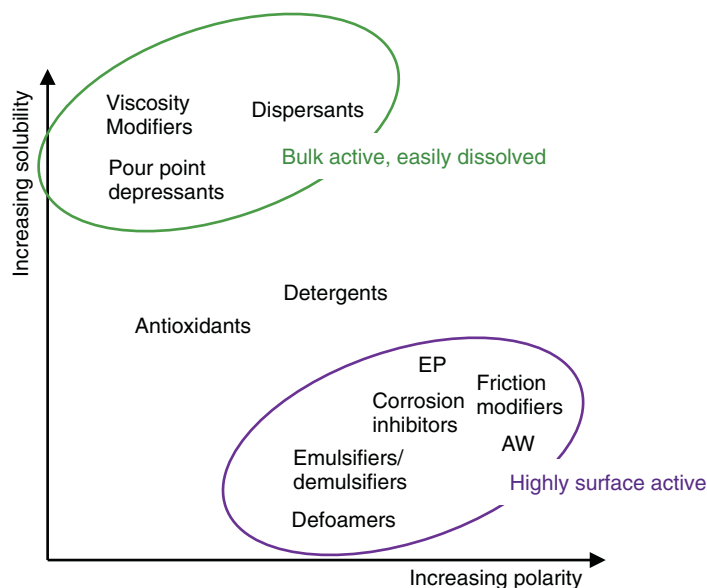 Increasing solubility
Viscosity
Modifiers
Dispersants
Bulk active, easily dissolved
Pour point
depressants
Detergents
Antioxidants
EP
Friction
modifiers
Corrosion
inhibitors
AW
Emulsifiers/
demulsifiers
Highly surface active
Defoamers
Increasing polarity